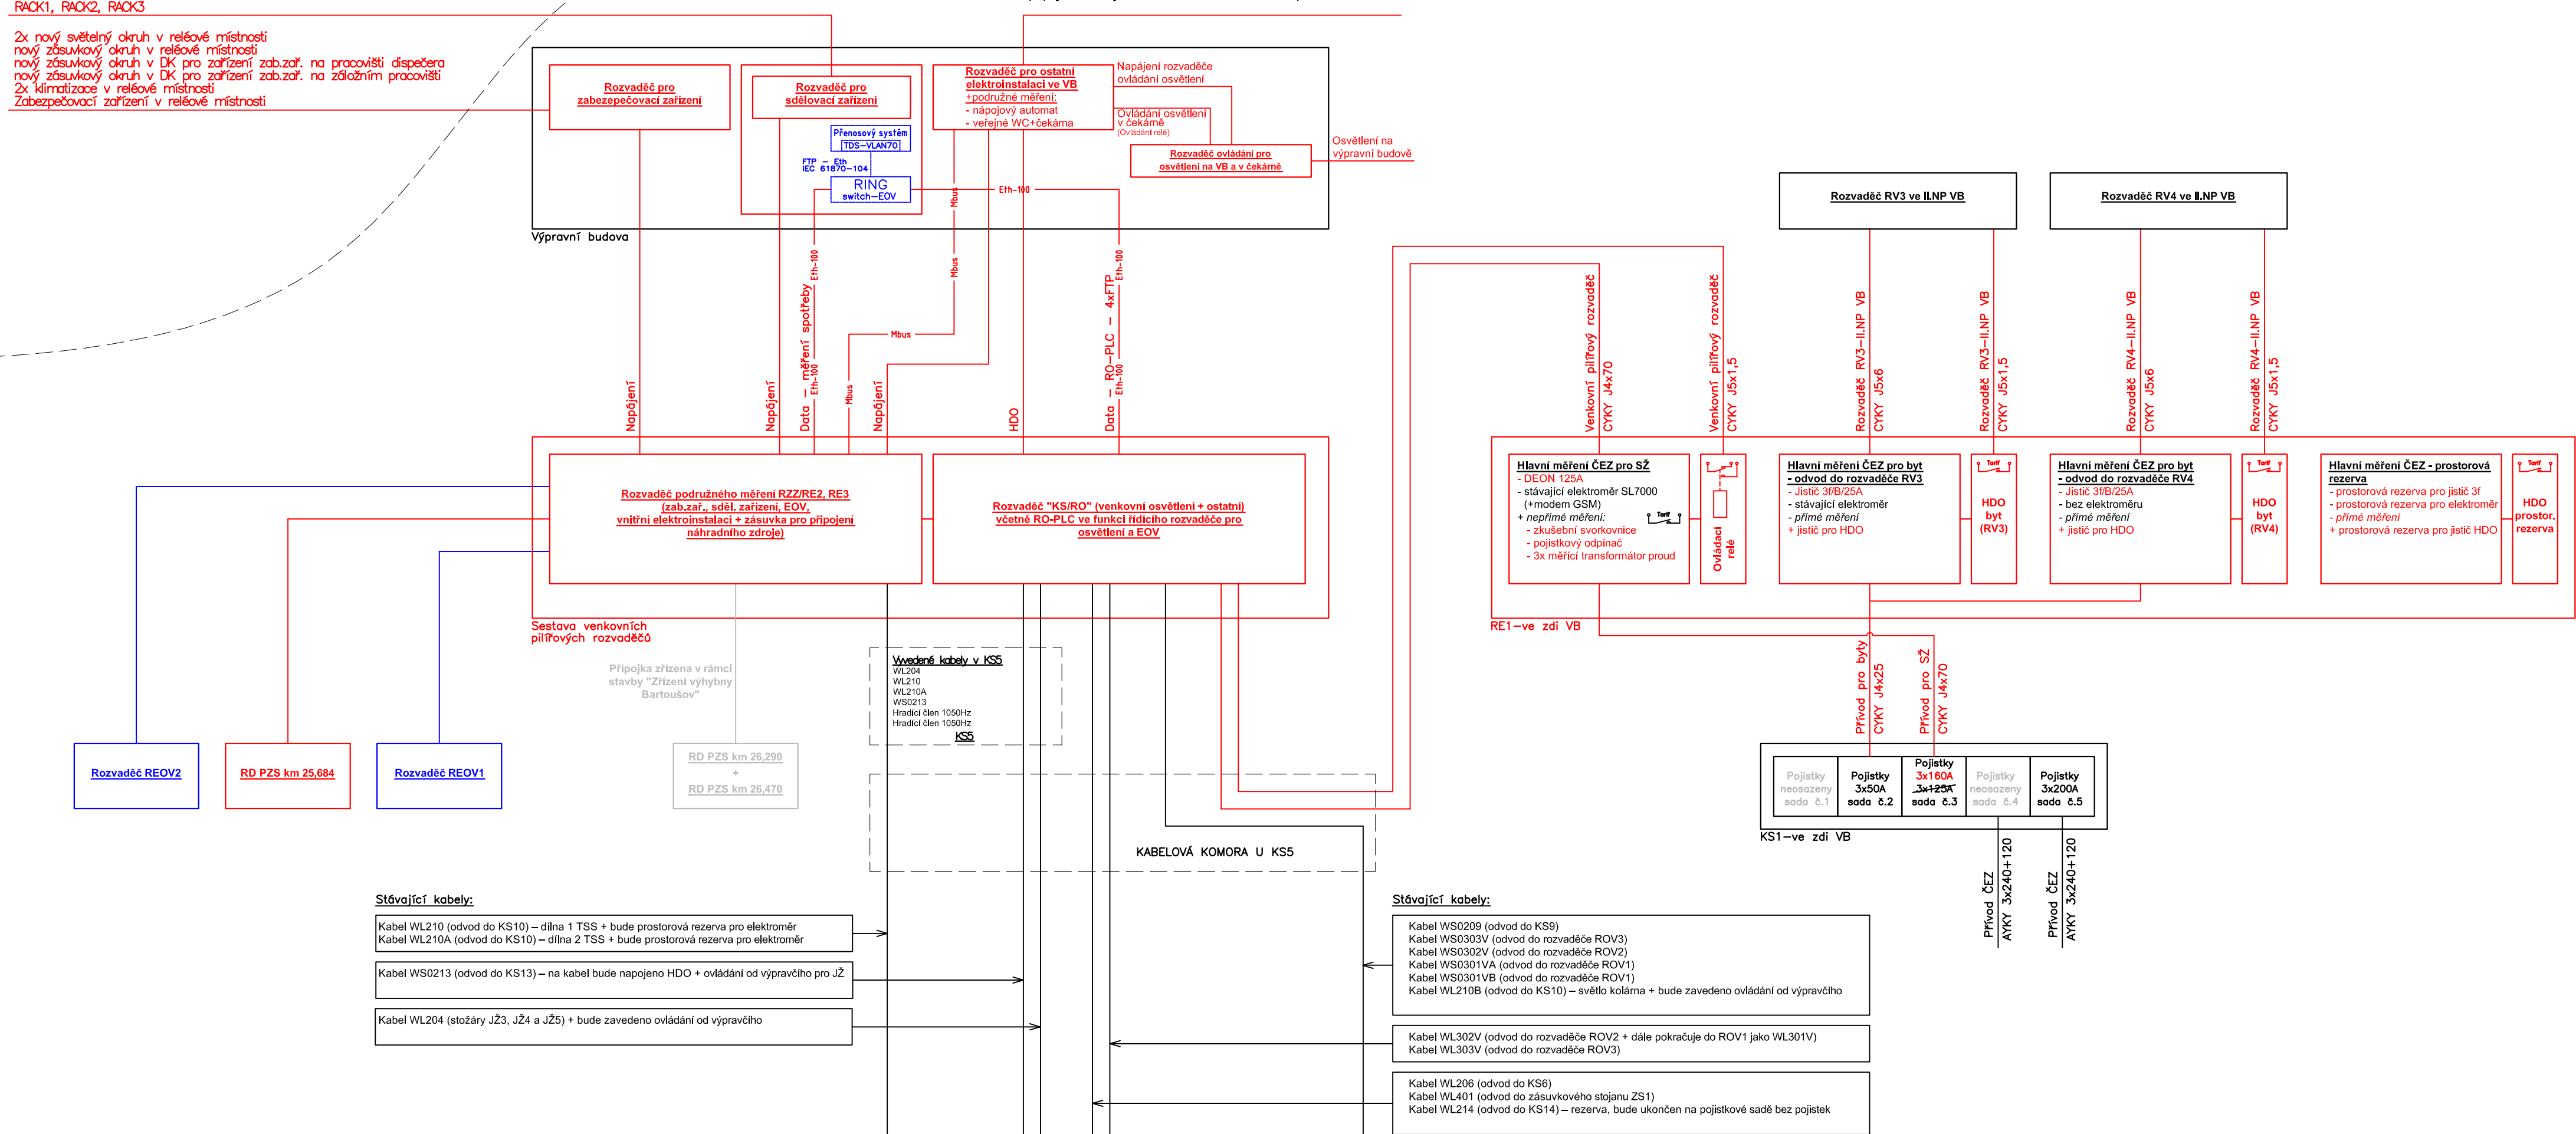 RACK1, RACK2, RACK3
2x nový světelný okruh v reléové místnosti
nový zásuvkový okruh v reléové místnosti
nový zásuvkový okruh v DK pro zařízení zab.zař. na pracovišti dispečera
nový zásuvkový okruh v DK pro zařízení zab.zař. na záložním pracovišti
2x klimatizace v reléové místnosti
Zabezpečovací zařízení v reléové místnosti
Rozvaděč pro
zabezepečovací zařízení
Rozvaděč pro
sdělovací zařízení
Přenosový systém
TDS-VLAN70
FTP - Eth
IEC 61870-104
RING
switch-EOV
Rozvaděč pro ostatní
elektroinstalaci ve VB
+podružné měření:
- nápojový automat
- veřejné WC+čekárna
Napájení rozvaděče
ovládání osvětlení
Ovládání osvětlení
v čekárně
(Ovládání relé)
Rozvaděč ovládání pro
osvětlení na VB a v čekárně
Osvětlení na
výpravní budově
Eth-100
Mbus
Výpravní budova
Napájení
Napájení
Data - měření spotřeby
Eth-100
Eth-100
Mbus
Mbus
Mbus
Napájení
HDO
Data - RO-PLC - 4xFTP
Eth-100
Eth-100
Rozvaděč podružného měření RZZ/RE2, RE3
(zab.zař., sděl. zařízení, EOV,
vnitřní elektroinstalaci + zásuvka pro připojení
náhradního zdroje)
Rozvaděč "KS/RO" (venkovní osvětlení + ostatní)
včetně RO-PLC ve funkci řídícího rozvaděče pro
osvětlení a EOV
Sestava venkovních
pilířových rozvaděčů
Přípojka zřízena v rámci
stavby "Zřízení výhybny
Bartoušov"
Vyvedené kabely v KS5
WL204
WL210
WL210A
WS0213
Hradící člen 1050Hz
Hradící člen 1050Hz
KS5
Rozvaděč REOV2
RD PZS km 25,684
Rozvaděč REOV1
RD PZS km 26,290
+
RD PZS km 26,470
KABELOVÁ KOMORA U KS5
Rozvaděč RV3 ve II.NP VB
Rozvaděč RV4 ve II.NP VB
Venkovní pilířový rozvaděč
CYKY J4x70
Venkovní pilířový rozvaděč
CYKY J5x1,5
Rozvaděč RV3-II.NP VB
CYKY J5x6
Rozvaděč RV3-II.NP VB
CYKY J5x1,5
Rozvaděč RV4-II.NP VB
CYKY J5x6
Rozvaděč RV4-II.NP VB
CYKY J5x1,5
Hlavní měření ČEZ pro SŽ
- DEON 125A
- stávající elektroměr SL7000
(+modem GSM)
+ nepřímé měření:
- zkušební svorkovnice
- pojistkový odpínač
- 3x měřící transformátor proud
Tarif
Ovládací
relé
Hlavní měření ČEZ pro byt
- odvod do rozvaděče RV3
- Jistič 3f/B/25A
- stávající elektroměr
- přímé měření
+ jistič pro HDO
Tarif
HDO
byt
(RV3)
Hlavní měření ČEZ pro byt
- odvod do rozvaděče RV4
- Jistič 3f/B/25A
- bez elektroměru
- přímé měření
+ jistič pro HDO
Tarif
HDO
byt
(RV4)
Hlavní měření ČEZ - prostorová
rezerva
- prostorová rezerva pro jistič 3f
- prostorová rezerva pro elektroměr
- přímé měření
+ prostorová rezerva pro jistič HDO
Tarif
HDO
prostor.
rezerva
RE1-ve zdi VB
Přívod pro byty
CYKY J4x25
Přívod pro SŽ
CYKY J4x70
Pojistky
neosazeny
sada č.1
Pojistky
3x50A
sada č.2
Pojistky
3x160A
3x125A
sada č.3
Pojistky
neosazeny
sada č.4
Pojistky
3x200A
sada č.5
KS1-ve zdi VB
Přívod ČEZ
AYKY 3x240+120
Přívod ČEZ
AYKY 3x240+120
Stávající kabely:
Kabel WL210 (odvod do KS10) – dílna 1 TSS + bude prostorová rezerva pro elektroměr
Kabel WL210A (odvod do KS10) – dílna 2 TSS + bude prostorová rezerva pro elektroměr
Kabel WS0213 (odvod do KS13) – na kabel bude napojeno HDO + ovládání od výpravčího pro JŽ
Kabel WL204 (stožáry JŽ3, JŽ4 a JŽ5) + bude zavedeno ovládání od výpravčího
Stávající kabely:
Kabel WS0209 (odvod do KS9)
Kabel WS0303V (odvod do rozvaděče ROV3)
Kabel WS0302V (odvod do rozvaděče ROV2)
Kabel WS0301VA (odvod do rozvaděče ROV1)
Kabel WS0301VB (odvod do rozvaděče ROV1)
Kabel WL210B (odvod do KS10) – světlo kolárna + bude zavedeno ovládání od výpravčího
Kabel WL302V (odvod do rozvaděče ROV2 + dále pokračuje do ROV1 jako WL301V)
Kabel WL303V (odvod do rozvaděče ROV3)
Kabel WL206 (odvod do KS6)
Kabel WL401 (odvod do zásuvkového stojanu ZS1)
Kabel WL214 (odvod do KS14) – rezerva, bude ukončen na pojistkové sadě bez pojistek